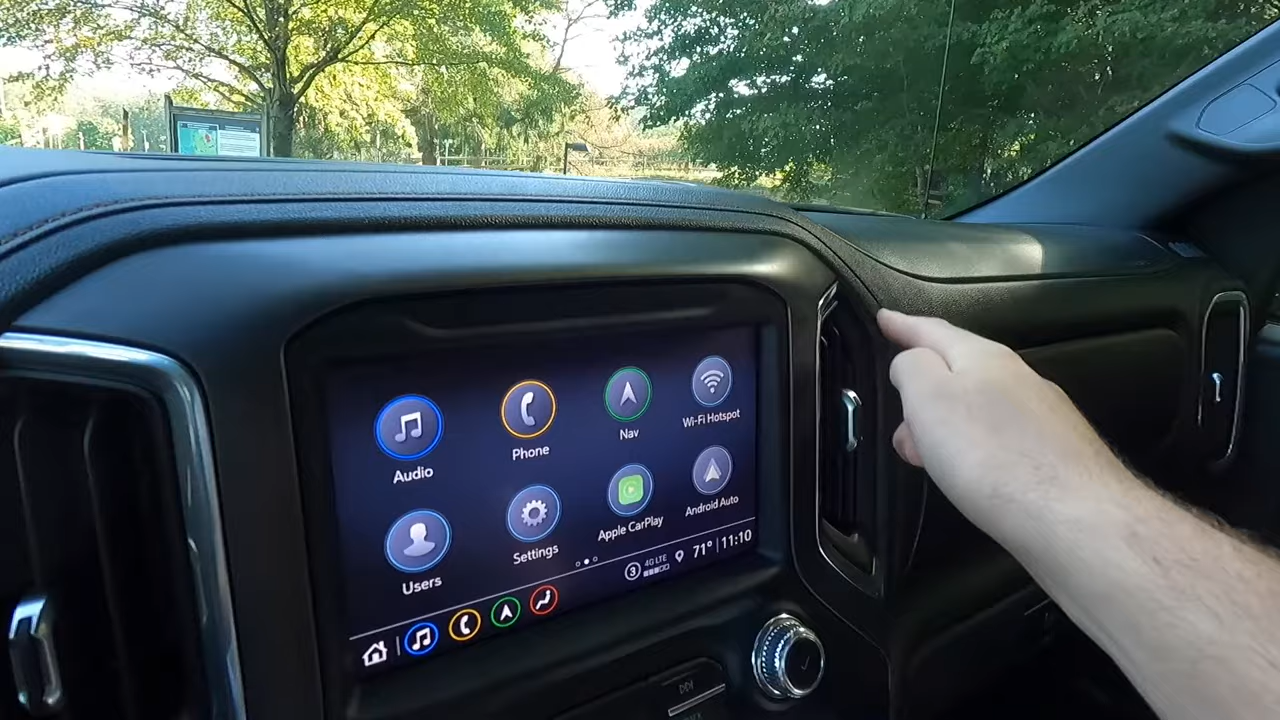 Audio
Phone
Nav
Wi-Fi Hotspot
Users
Settings
Apple CarPlay
Android Auto
3
4G LTE
71°
11:10